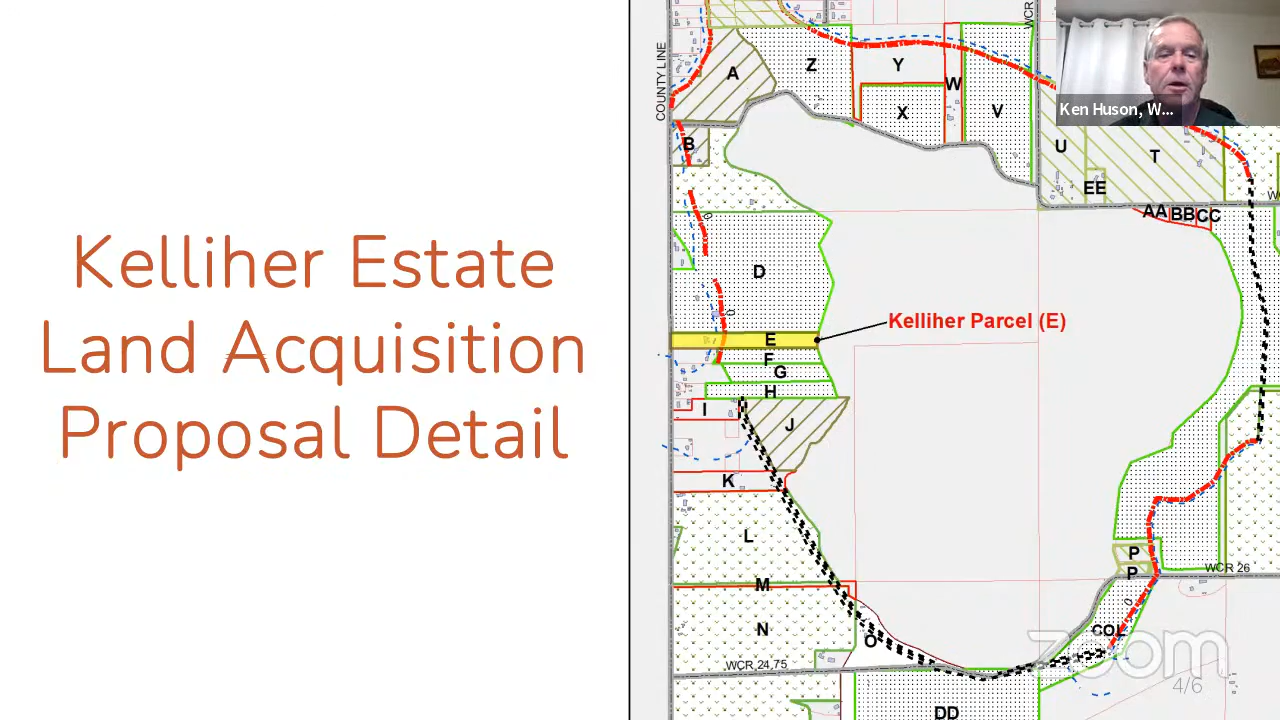 Kelliher Estate
Land Acquisition
Proposal Detail
COUNTY LINE
WCR
Ken Huson, W...
A
Z
Y
W
X
V
B
U
T
EE
AA BB CC
D
Kelliher Parcel (E)
E
F
G
H
I
J
K
L
M
N
O
P
P
WCR 26
COL
WCR 24.75
DD
zoom
4/6